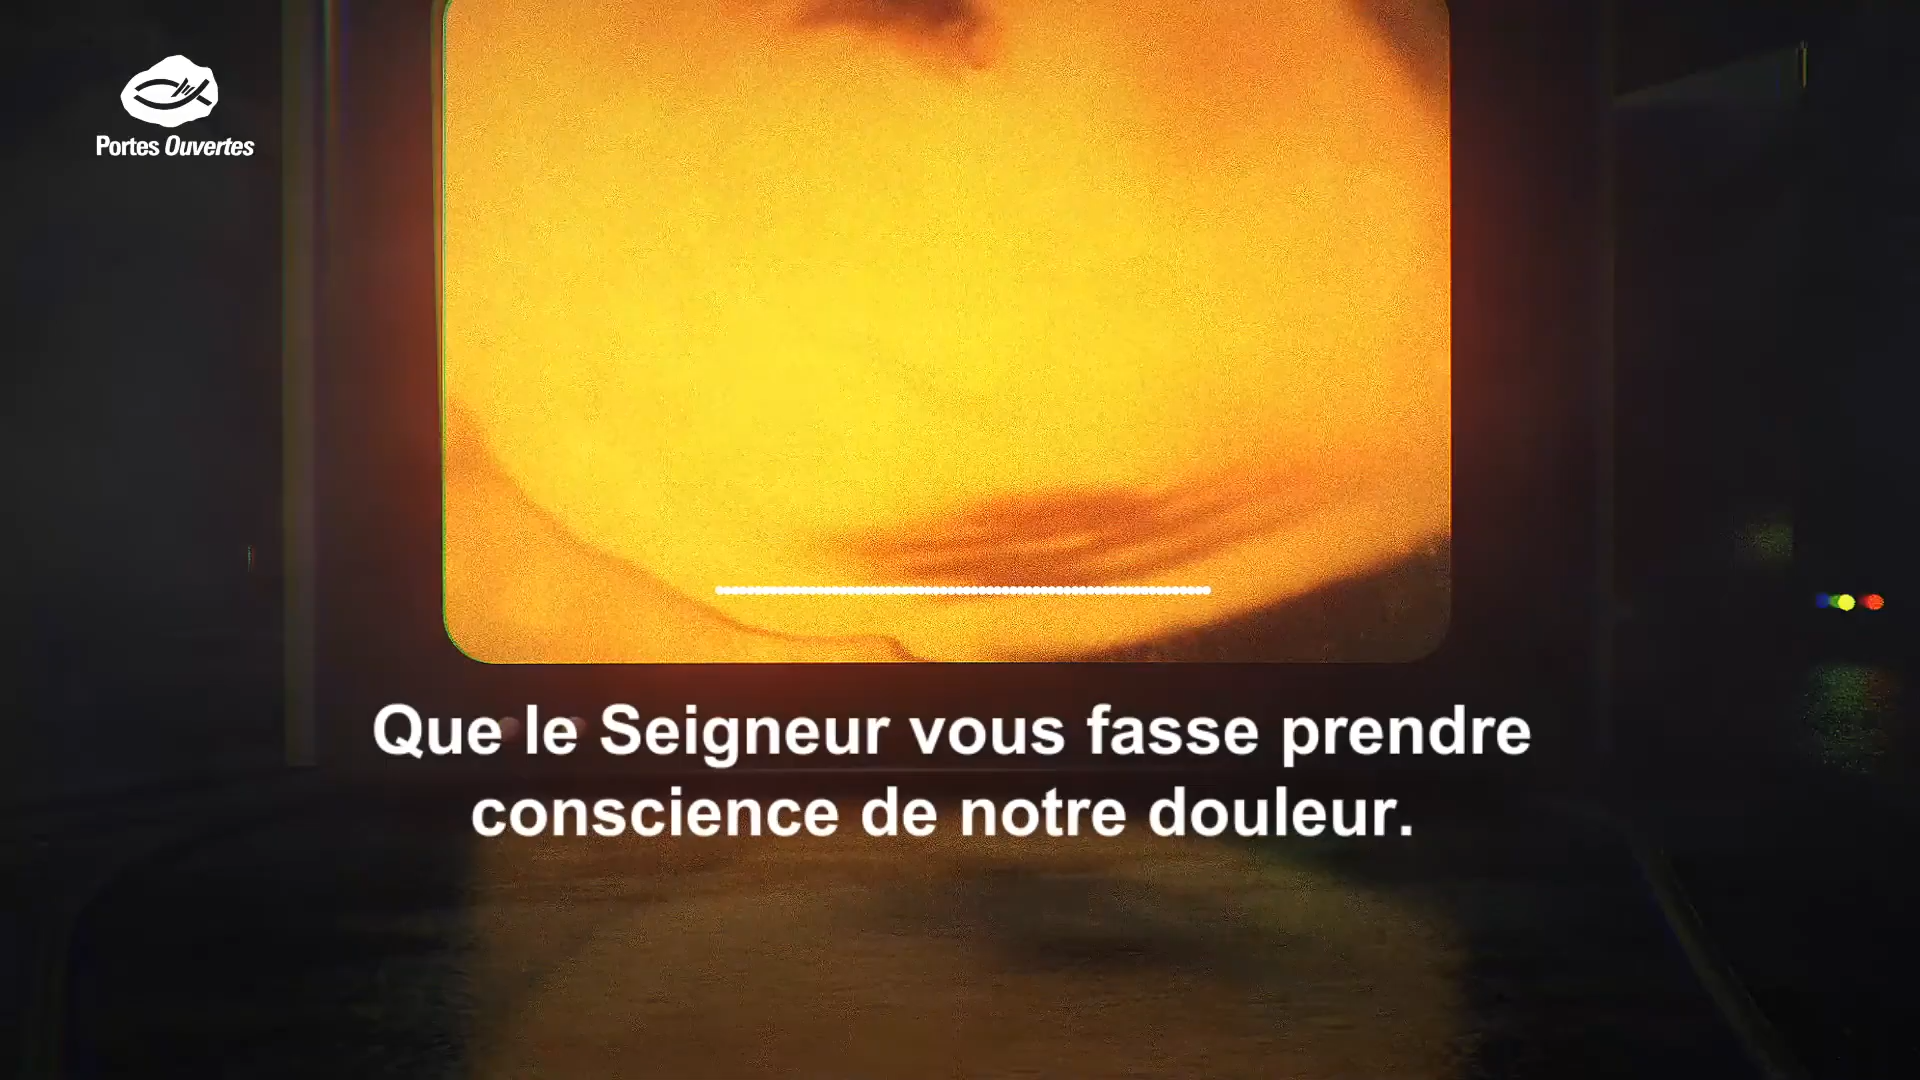 Portes Ouvertes
Que le Seigneur vous fasse prendre
conscience de notre douleur.